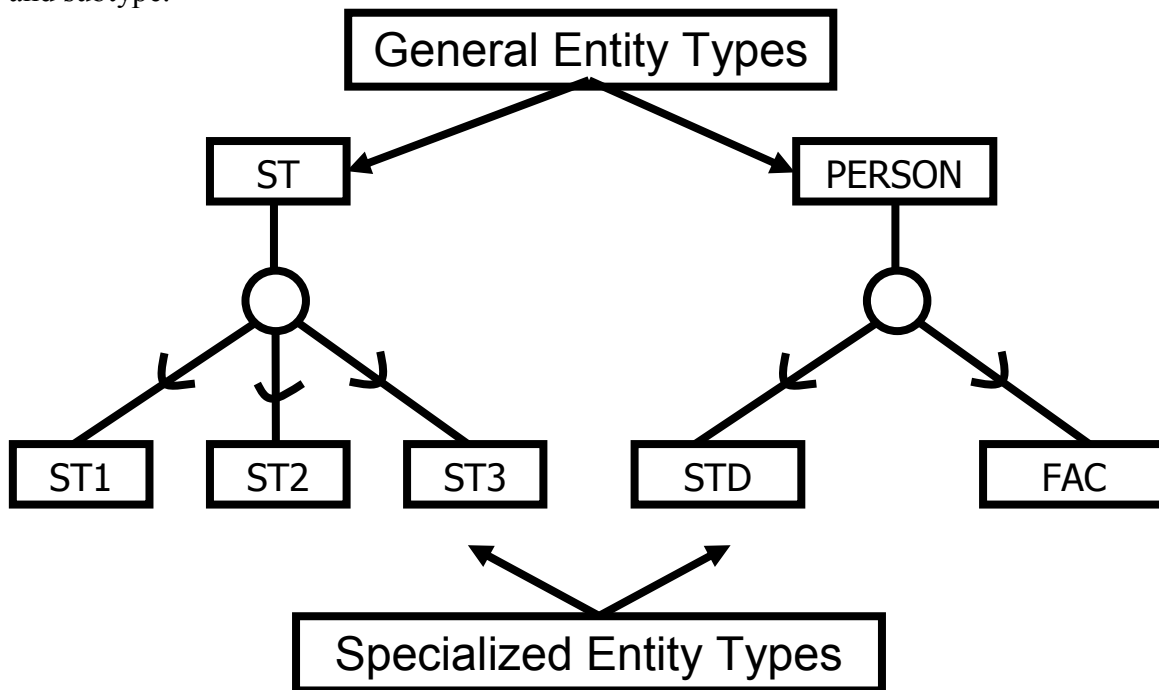 and subtype.
General Entity Types
ST
PERSON
ST1
ST2
ST3
STD
FAC
Specialized Entity Types